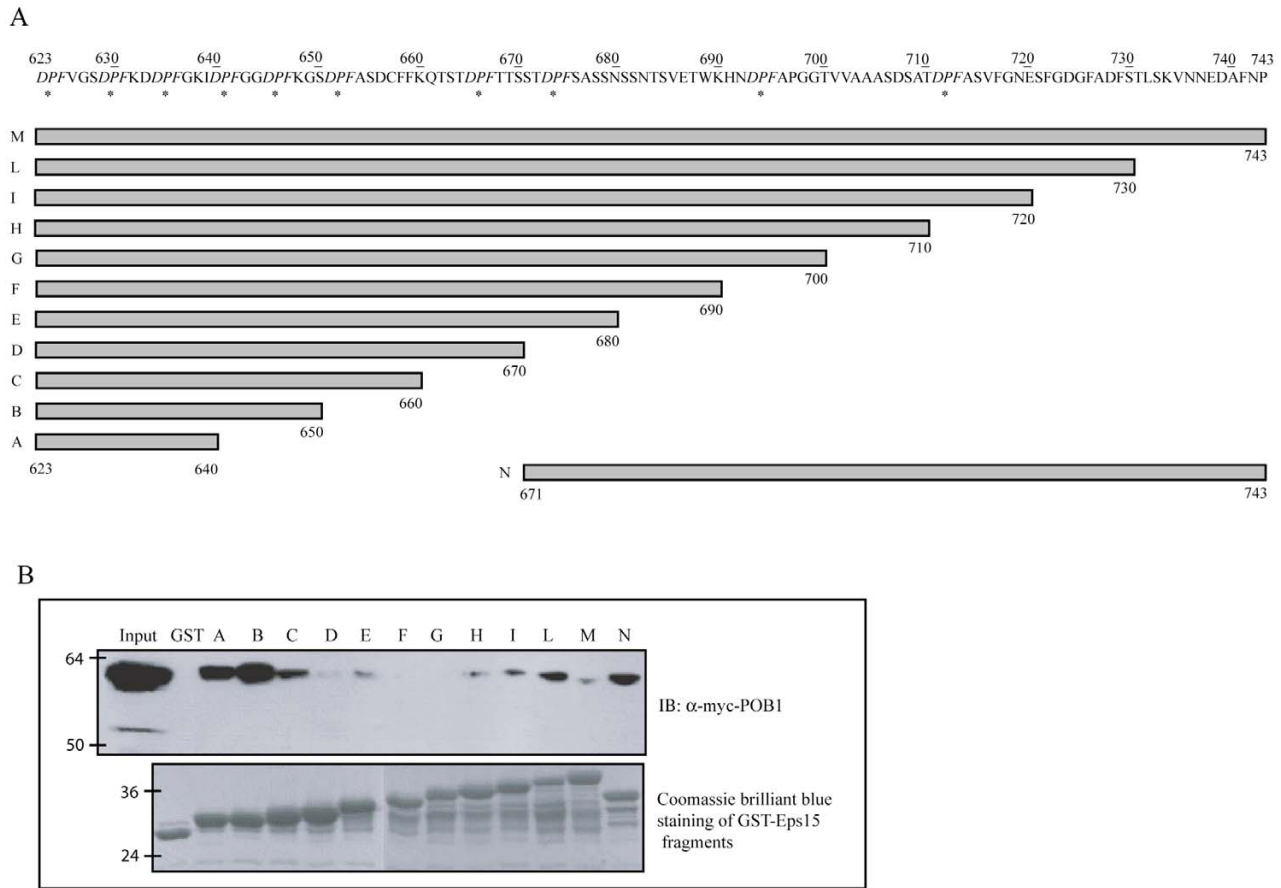 A
623 630 640 650 660 670 680 690 700 710 720 730 740 743
DPFVGSDPFKDDPFGKIDPFGGDPFKGSDPFASDCFFKQTSTDPFTTSSTDPFSASSNSSNTSVETWKHNDPFAPGGTVVAAASDSATDPFASVFGNESFGDGFADFSTLSKVNNEDAFNP
* * * * * * * * * *
M
743
L
730
I
720
H
710
G
700
F
690
E
680
D
670
C
660
B
650
A
623 640
N
671 743
B
Input GST A B C D E F G H I L M N
64
50
IB: α-myc-POB1
36
24
Coomassie brilliant blue
staining of GST-Eps15
fragments